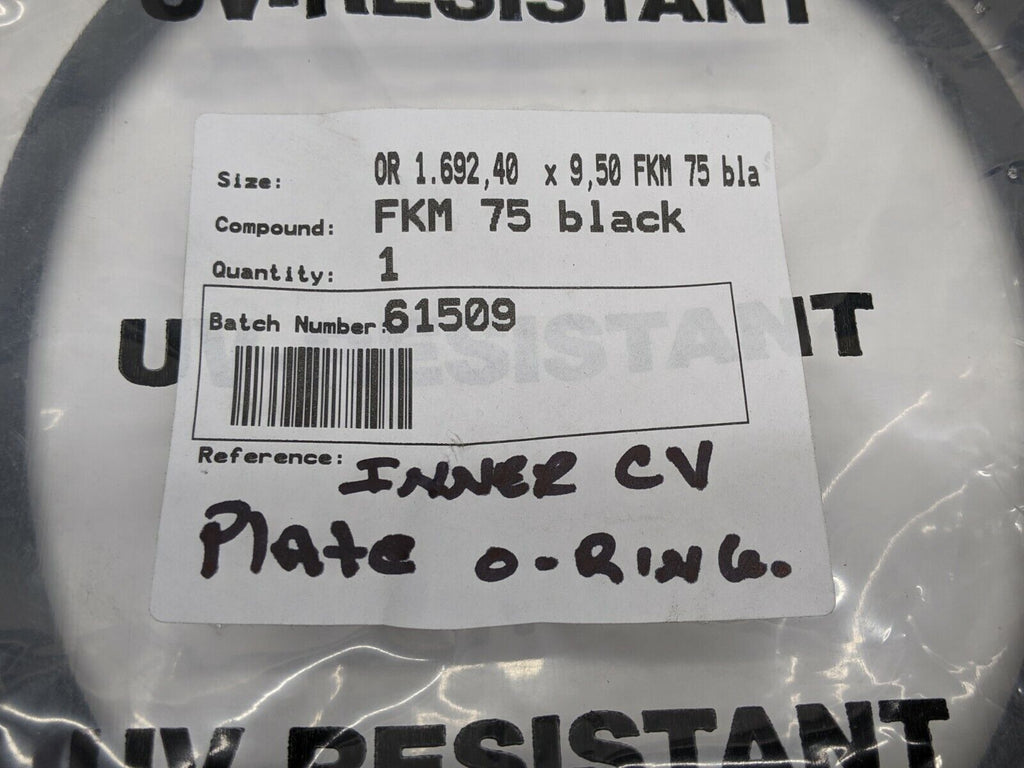 UV-RESISTANT
Size: OR 1.692,40 x 9,50 FKM 75 bla
Compound: FKM 75 black
Quantity: 1
Batch Number: 61509
UV-RESISTANT
Reference: INNER CV
Plate O-RING.
UV-RESISTANT